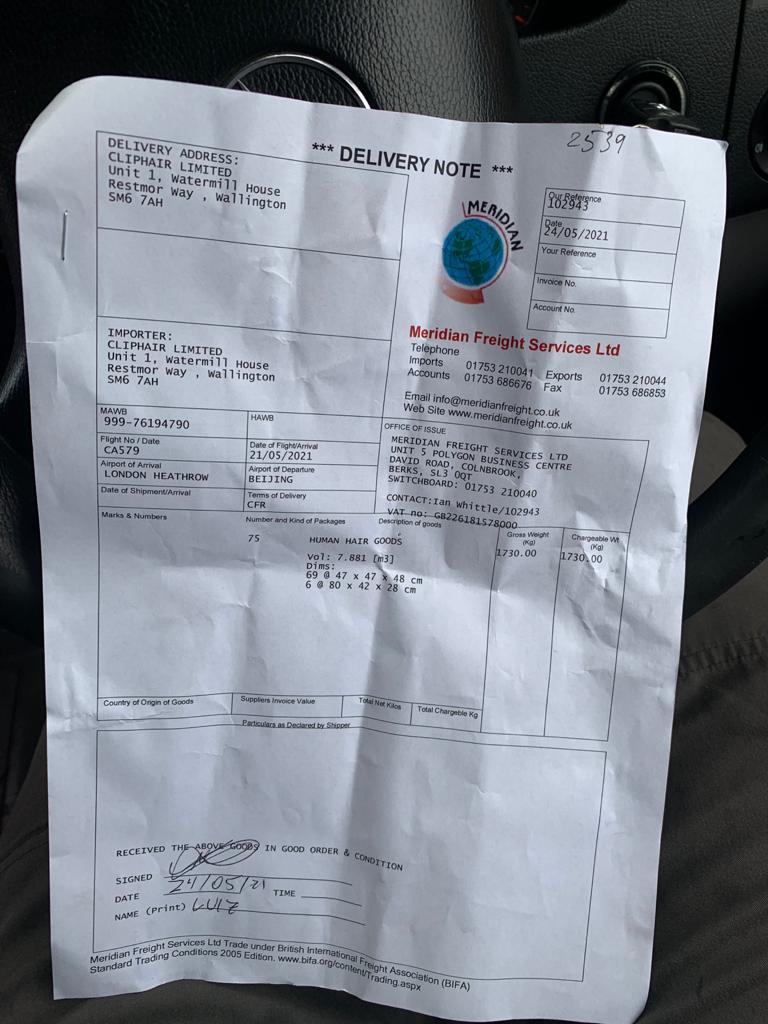 2539
*** DELIVERY NOTE ***
DELIVERY ADDRESS:
CLIPHAIR LIMITED
Unit 1, Watermill House
Restmor Way , Wallington
SM6 7AH
MERIDIAN
Our Reference
102943
Date
24/05/2021
Your Reference
Invoice No.
Account No.
IMPORTER:
CLIPHAIR LIMITED
Unit 1, Watermill House
Restmor Way , Wallington
SM6 7AH
Meridian Freight Services Ltd
Telephone
Imports 01753 210041 Exports 01753 210044
Accounts 01753 686676 Fax 01753 686853
Email info@meridianfreight.co.uk
Web Site www.meridianfreight.co.uk
MAWB
999-76194790
HAWB
Flight No / Date
CA579
Date of Flight/Arrival
21/05/2021
Airport of Arrival
LONDON HEATHROW
Airport of Departure
BEIJING
Date of Shipment/Arrival
Terms of Delivery
CFR
OFFICE OF ISSUE
MERIDIAN FREIGHT SERVICES LTD
UNIT 5 POLYGON BUSINESS CENTRE
DAVID ROAD, COLNBROOK,
BERKS, SL3 0QT
SWITCHBOARD: 01753 210040
CONTACT:Ian Whittle/102943
VAT no: GB226181578000
Marks & Numbers
Number and Kind of Packages
Description of goods
Gross Weight
(Kg)
Chargeable Wt
(Kg)
75 HUMAN HAIR GOODS 1730.00 1730.00
Vol: 7.881 [m3]
Dims:
69 @ 47 x 47 x 48 cm
6 @ 80 x 42 x 28 cm
Country of Origin of Goods
Suppliers Invoice Value
Total Net Kilos
Total Chargeble Kg
Particulars as Declared by Shipper
RECEIVED THE ABOVE GOODS IN GOOD ORDER & CONDITION
SIGNED
DATE 24/05/21 TIME
NAME (Print) LUIZ
Meridian Freight Services Ltd Trade under British International Freight Association (BIFA)
Standard Trading Conditions 2005 Edition. www.bifa.org/content/Trading.aspx